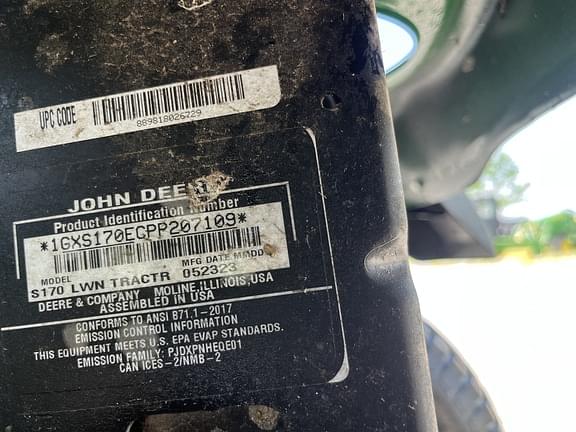 UPC CODE
889818026729
JOHN DEERE
Product Identification Number
*1GXS170ECPP207109*
MODEL MFG DATE MMDD
S170 LWN TRACTR 052323
DEERE & COMPANY MOLINE, ILLINOIS, USA
ASSEMBLED IN USA
CONFORMS TO ANSI B71.1-2017
EMISSION CONTROL INFORMATION
THIS EQUIPMENT MEETS U.S. EPA EVAP STANDARDS.
EMISSION FAMILY: PJDXPNHEQE01
CAN ICES-2/NMB-2